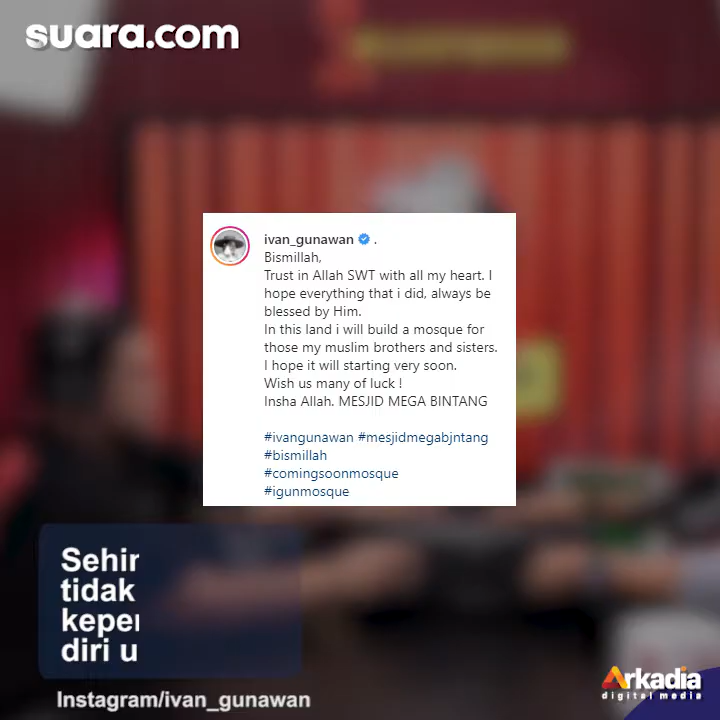 suara.com
ivan_gunawan .
Bismillah,
Trust in Allah SWT with all my heart. I
hope everything that i did, always be
blessed by Him.
In this land i will build a mosque for
those my muslim brothers and sisters.
I hope it will starting very soon.
Wish us many of luck !
Insha Allah. MESJID MEGA BINTANG
#ivangunawan #mesjidmegabjntang
#bismillah
#comingsoonmosque
#igunmosque
Sehin
tidak
keper
diri u
Instagram/ivan_gunawan
Arkadia
digital media